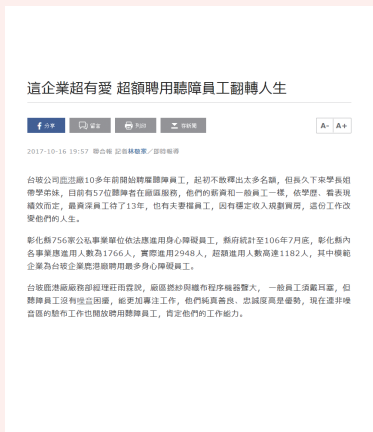 這企業超有愛 超額聘用聽障員工翻轉人生
分享 留言 列印 存新聞 A- A+
2017-10-16 19:57 聯合報 記者林敬家╱即時報導
台玻公司鹿港廠10多年前開始聘雇聽障員工，起初不敢釋出太多名額，但長久下來學長姐
帶學弟妹，目前有57位聽障者在廠區服務，他們的薪資和一般員工一樣，依學歷、看表現
績效而定，最資深員工待了13年，也有夫妻檔員工，因有穩定收入規劃買房，這份工作改
變他們的人生。
彰化縣756家公私事業單位依法應進用身心障礙員工，縣府統計至106年7月底，彰化縣內
各事業應進用人數為1766人，實際進用2948人，超額進用人數高達1182人，其中模範
企業為台玻企業鹿港廠聘用最多身心障礙員工。
台玻鹿港廠廠務部經理莊雨雲說，廠區撚紗與織布程序機器聲大， 一般員工須戴耳塞，但
聽障員工沒有噪音困擾，能更加專注工作，他們純真善良、忠誠度高是優勢，現在連非噪
音區的驗布工作也開放聘用聽障員工，肯定他們的工作能力。